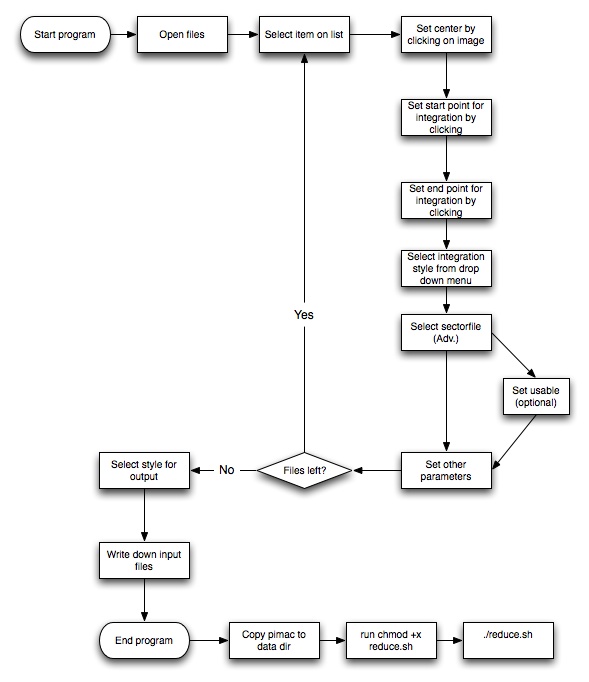 Start program
Open files
Select item on list
Set center by
clicking on image
Set start point for
integration by
clicking
Set end point for
integration by
clicking
Select integration
style from drop
down menu
Yes
Select sectorfile
(Adv.)
Set usable
(optional)
Set other
parameters
Files left?
No
Select style for
output
Write down input
files
End program
Copy pimac to
data dir
run chmod +x
reduce.sh
./reduce.sh